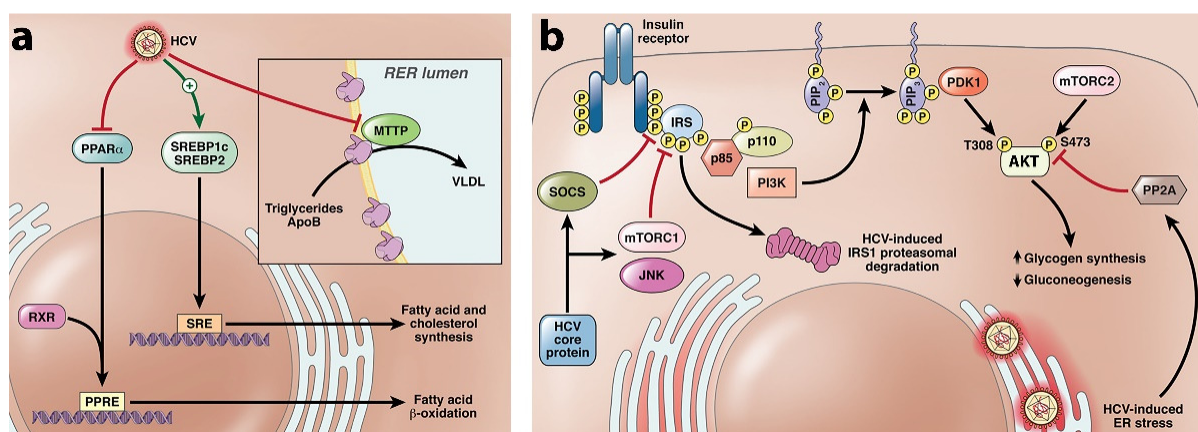 a
HCV
+
PPARα
SREBP1c
SREBP2
RER lumen
MTTP
VLDL
Triglycerides
ApoB
RXR
SRE
Fatty acid and
cholesterol
synthesis
PPRE
Fatty acid
β-oxidation
b
Insulin
receptor
P
P
P
P
P
P
IRS
P
P
P
P
P
p110
p85
PI3K
P
PIP2
P
P
P
PIP3
P
P
P
PDK1
mTORC2
T308
P
P
S473
AKT
PP2A
SOCS
mTORC1
JNK
HCV-induced
IRS1 proteasomal
degradation
Glycogen synthesis
Gluconeogenesis
HCV
core
protein
HCV-induced
ER stress